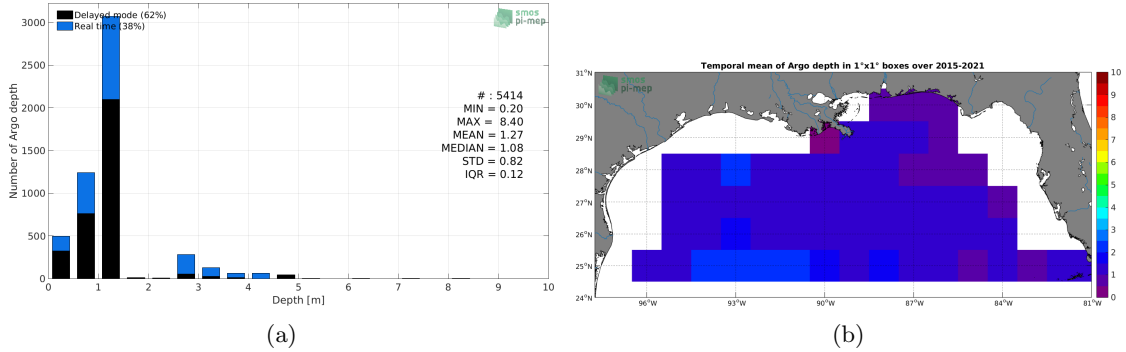 Delayed mode (62%)
Real time (38%)
smos
pi-mep
Number of Argo depth
3000
2500
2000
1500
1000
500
0
# : 5414
MIN = 0.20
MAX = 8.40
MEAN = 1.27
MEDIAN = 1.08
STD = 0.82
IQR = 0.12
0 1 2 3 4 5 6 7 8 9 10
Depth [m]
(a)
Temporal mean of Argo depth in 1°x1° boxes over 2015-2021
smos
pi-mep
31°N
30°N
29°N
28°N
27°N
26°N
25°N
24°N
96°W 93°W 90°W 87°W 84°W 81°W
10
9
8
7
6
5
4
3
2
1
0
(b)